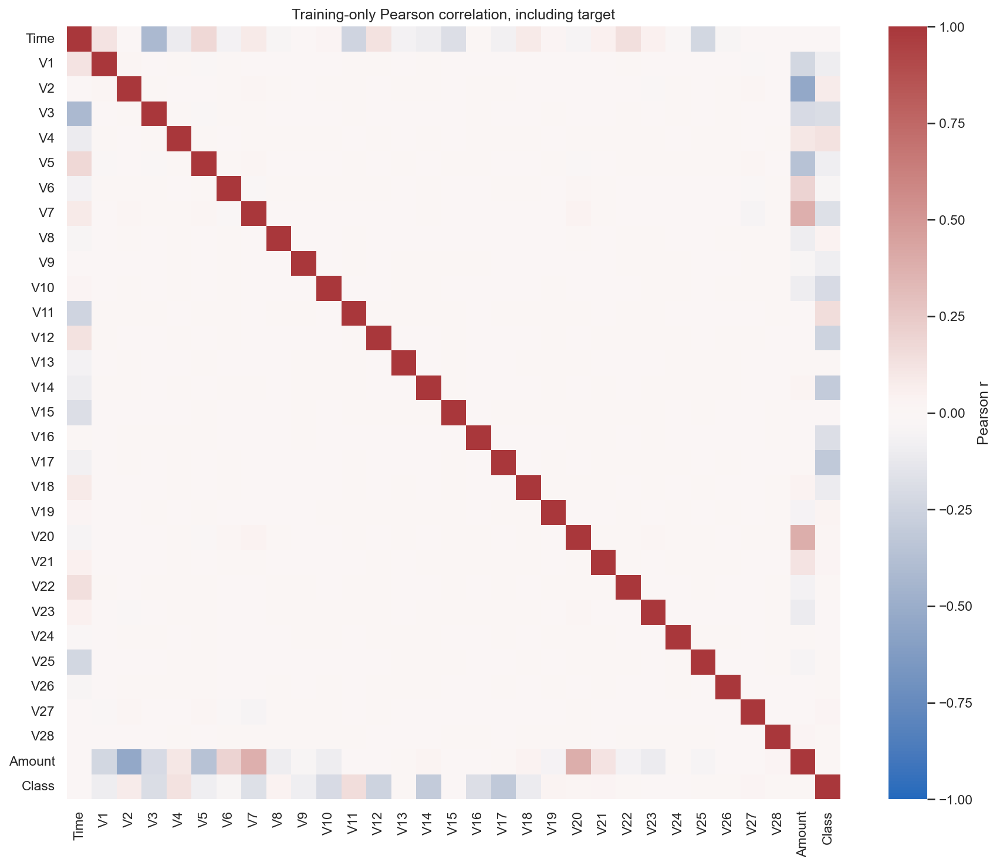 Training-only Pearson correlation, including target
Time
V1
V2
V3
V4
V5
V6
V7
V8
V9
V10
V11
V12
V13
V14
V15
V16
V17
V18
V19
V20
V21
V22
V23
V24
V25
V26
V27
V28
Amount
Class
Time V1 V2 V3 V4 V5 V6 V7 V8 V9 V10 V11 V12 V13 V14 V15 V16 V17 V18 V19 V20 V21 V22 V23 V24 V25 V26 V27 V28 Amount Class
1.00
0.75
0.50
0.25
0.00
−0.25
−0.50
−0.75
−1.00
Pearson r